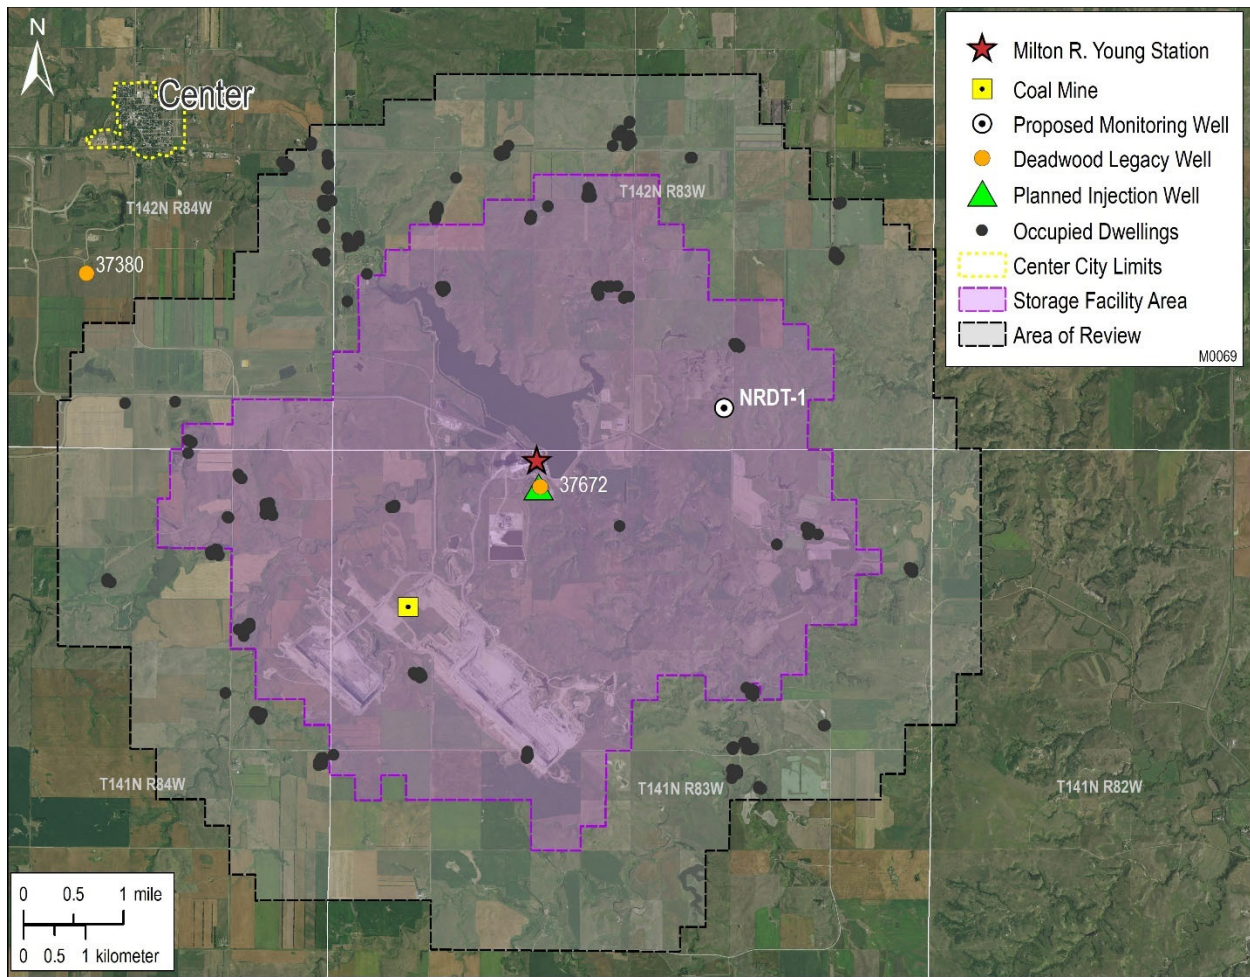 N
Center
T142N R84W
T142N R83W
37380
NRDT-1
37672
T141N R84W
T141N R83W
T141N R82W
Milton R. Young Station
Coal Mine
Proposed Monitoring Well
Deadwood Legacy Well
Planned Injection Well
Occupied Dwellings
Center City Limits
Storage Facility Area
Area of Review
M0069
0 0.5 1 mile
0 0.5 1 kilometer